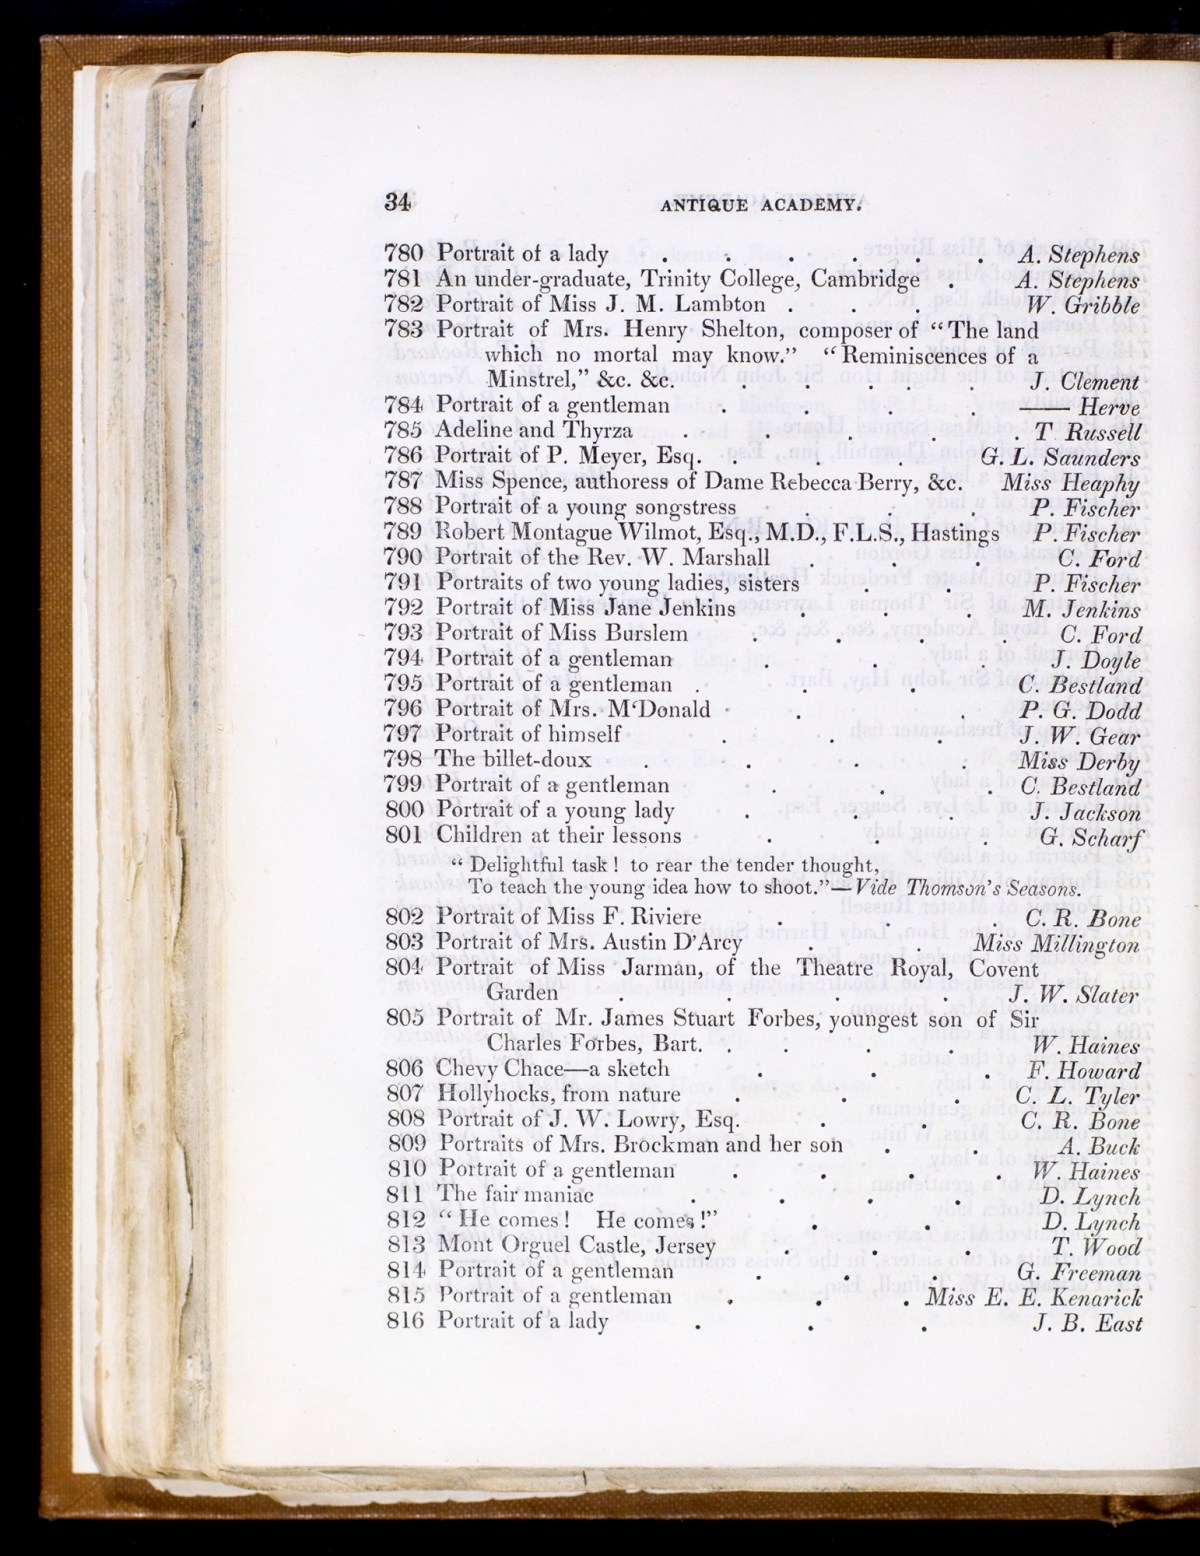 34 ANTIQUE ACADEMY.
780 Portrait of a lady . . . . . . A. Stephens
781 An under-graduate, Trinity College, Cambridge . A. Stephens
782 Portrait of Miss J. M. Lambton . . . W. Gribble
783 Portrait of Mrs. Henry Shelton, composer of “The land
which no mortal may know.” “Reminiscences of a
Minstrel,” &c. &c. . . . . . J. Clement
784 Portrait of a gentleman . . . . —— Herve
785 Adeline and Thyrza . . . . . T. Russell
786 Portrait of P. Meyer, Esq. . . . G. L. Saunders
787 Miss Spence, authoress of Dame Rebecca Berry, &c. Miss Heaphy
788 Portrait of a young songstress . . . P. Fischer
789 Robert Montague Wilmot, Esq., M.D., F.L.S., Hastings P. Fischer
790 Portrait of the Rev. W. Marshall . . . C. Ford
791 Portraits of two young ladies, sisters . . P. Fischer
792 Portrait of Miss Jane Jenkins . . . M. Jenkins
793 Portrait of Miss Burslem . . . . C. Ford
794 Portrait of a gentleman . . . J. Doyle
795 Portrait of a gentleman . . . C. Bestland
796 Portrait of Mrs. M‘Donald . . . P. G. Dodd
797 Portrait of himself . . . J. W. Gear
798 The billet-doux . . . . Miss Derby
799 Portrait of a gentleman . . . C. Bestland
800 Portrait of a young lady . . . J. Jackson
801 Children at their lessons . . . G. Scharf
“Delightful task! to rear the tender thought,
To teach the young idea how to shoot.”—Vide Thomson's Seasons.
802 Portrait of Miss F. Riviere . . . C. R. Bone
803 Portrait of Mrs. Austin D'Arcy . . Miss Millington
804 Portrait of Miss Jarman, of the Theatre Royal, Covent
Garden . . . . J. W. Slater
805 Portrait of Mr. James Stuart Forbes, youngest son of Sir
Charles Forbes, Bart. . . . . W. Haines
806 Chevy Chace—a sketch . . . F. Howard
807 Hollyhocks, from nature . . . C. L. Tyler
808 Portrait of J. W. Lowry, Esq. . . C. R. Bone
809 Portraits of Mrs. Brockman and her son . . A. Buck
810 Portrait of a gentleman . . . . W. Haines
811 The fair maniac . . . . D. Lynch
812 “He comes! He comes!” . . D. Lynch
813 Mont Orguel Castle, Jersey . . . T. Wood
814 Portrait of a gentleman . . . G. Freeman
815 Portrait of a gentleman . . . Miss E. E. Kenarick
816 Portrait of a lady . . . J. B. East